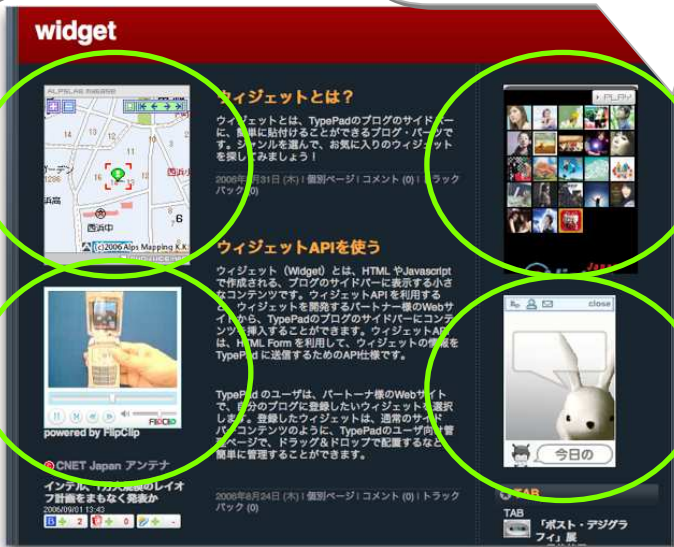 widget
ALPSLAB
14
13
12
西浜小
16
18
ガーデン
1286
浜高
西浜中
6
(c)2006 Alps Mapping K.K.
powered by FlipClip
CNET Japan アンテナ
インテル、1万人規模のレイオ
フ計画をまもなく発表か
2006/09/01 13:43
B+ 2
+ 0
+ -
ウィジェットとは？
ウィジェットとは、TypePadのブログのサイドバー
に、簡単に貼付けることができるブログ・パーツで
す。ジャンルを選んで、お気に入りのウィジェット
を探してみましょう！
2006年8月31日 (木) | 個別ページ | コメント (0) | トラック
バック (0)
ウィジェットAPIを使う
ウィジェット（Widget）とは、HTML やJavascript
で作成される、ブログのサイドバーに表示する小さ
なコンテンツです。ウィジェットAPI を利用する
と、ウィジェットを開発するパートナー様のWebサ
イトから、TypePadのブログのサイドバーにコンテ
ンツを挿入することができます。ウィジェットAPI
は、HTML Form を利用して、ウィジェットの情報を
TypePad に送信するためのAPI仕様です。
TypePad のユーザは、パートーナ様のWebサイト
で、自分のブログに登録したいウィジェットを選択
します。登録したウィジェットは、通常のサイド
バーコンテンツのように、TypePadのユーザ向け管
理ページで、ドラッグ&ドロップで配置するなど
簡単に管理することができます。
2006年8月24日 (木) | 個別ページ | コメント (0) | トラック
バック (0)
PLAY
Japan
close
今日の
TAB
TAB
「ポスト・デジグラ
フィ」展